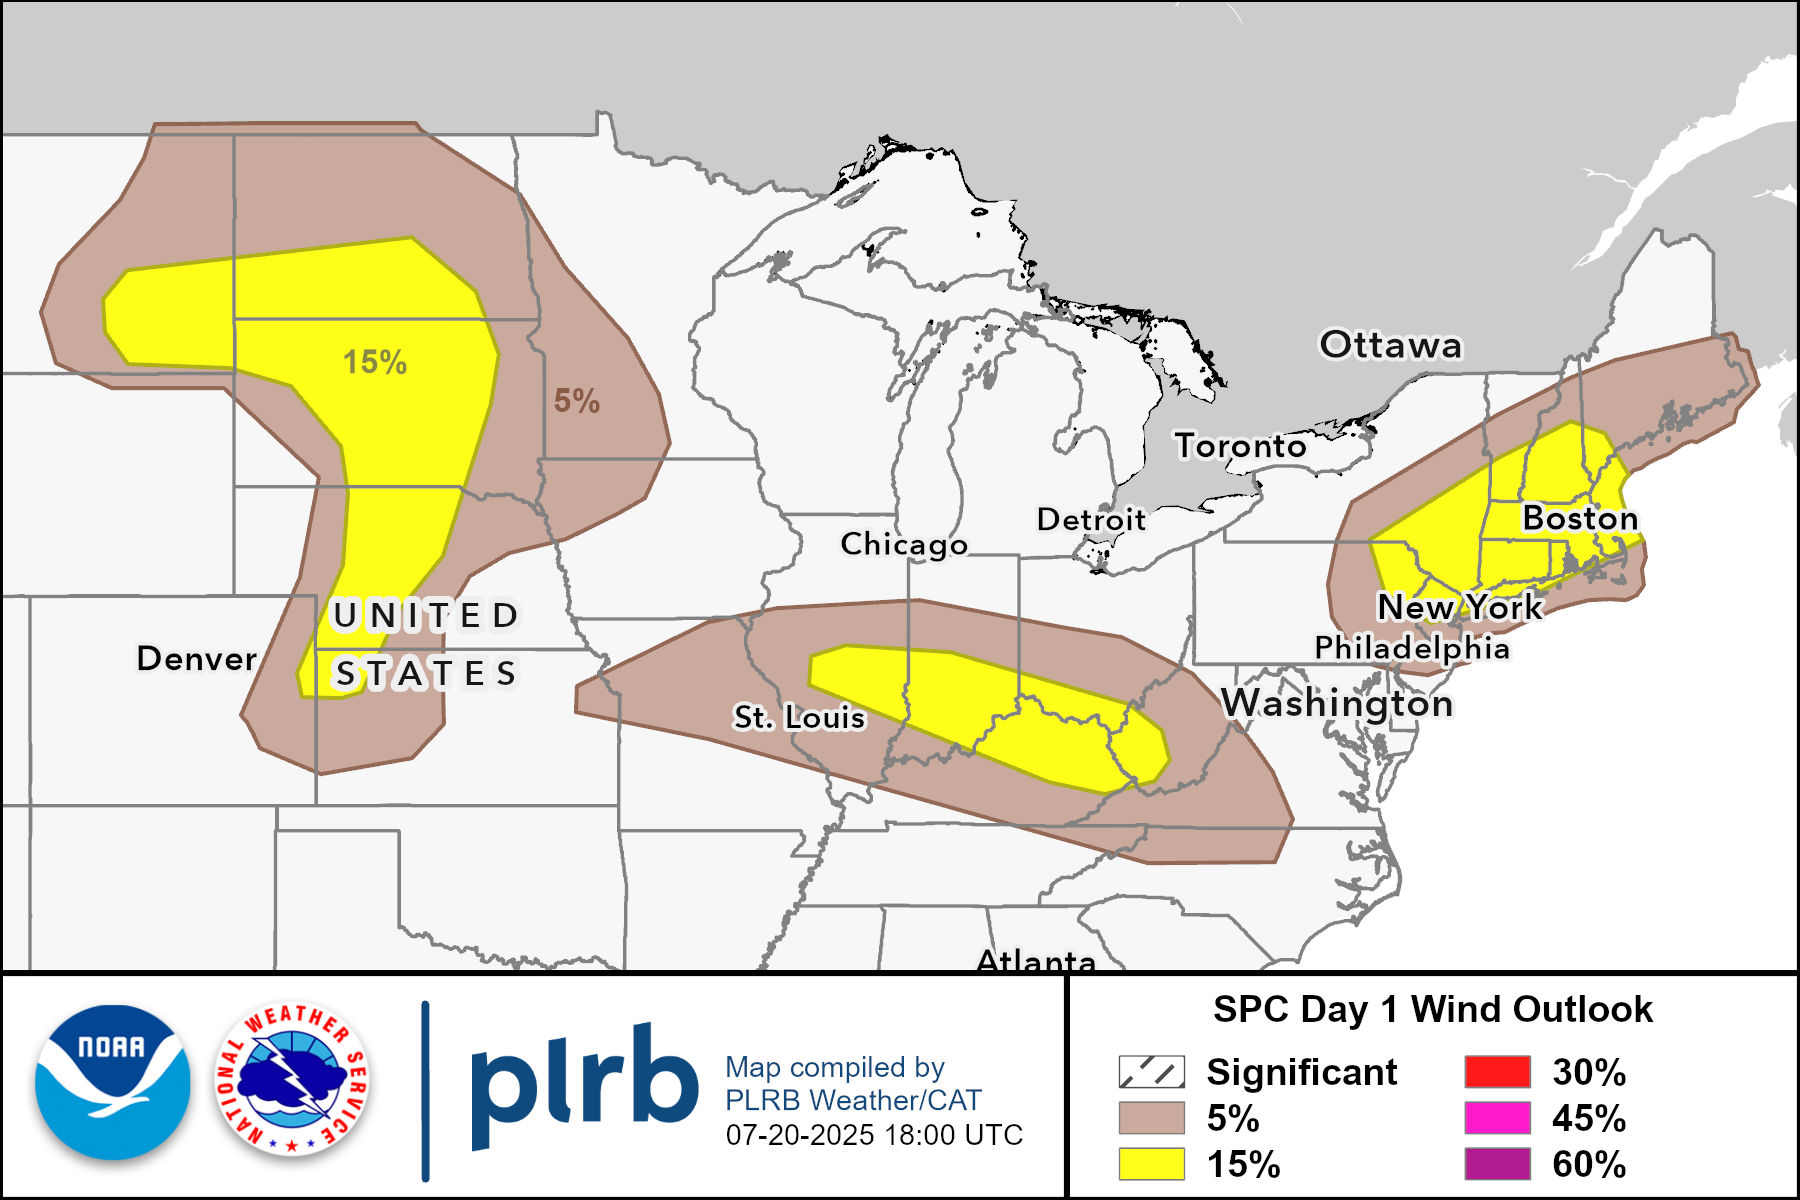 Ottawa
15%
5%
Toronto
Detroit
Boston
Chicago
New York
UNITED
Philadelphia
Denver
STATES
Washington
St. Louis
Atlanta
NOAA
NATIONAL WEATHER SERVICE
plrb
Map compiled by
PLRB Weather/CAT
07-20-2025 18:00 UTC
SPC Day 1 Wind Outlook
Significant
5%
15%
30%
45%
60%